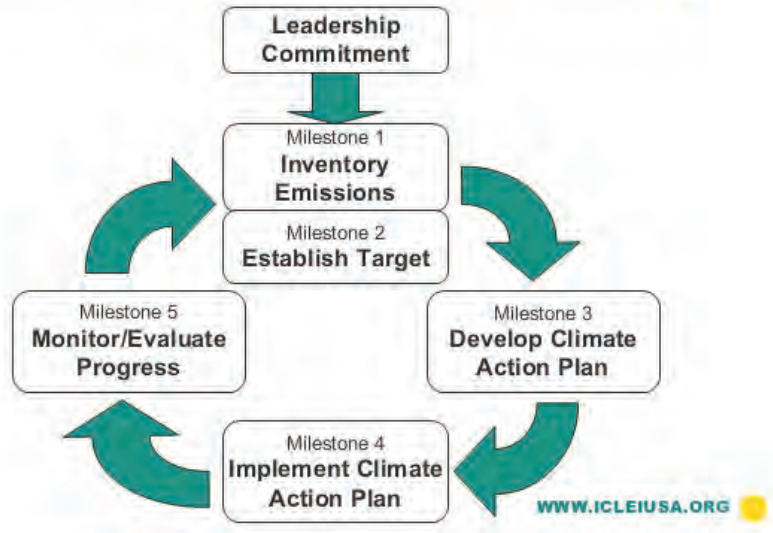 Leadership
Commitment
Milestone 1
Inventory
Emissions
Milestone 2
Establish Target
Milestone 3
Develop Climate
Action Plan
Milestone 4
Implement Climate
Action Plan
Milestone 5
Monitor/Evaluate
Progress
WWW.ICLEIUSA.ORG